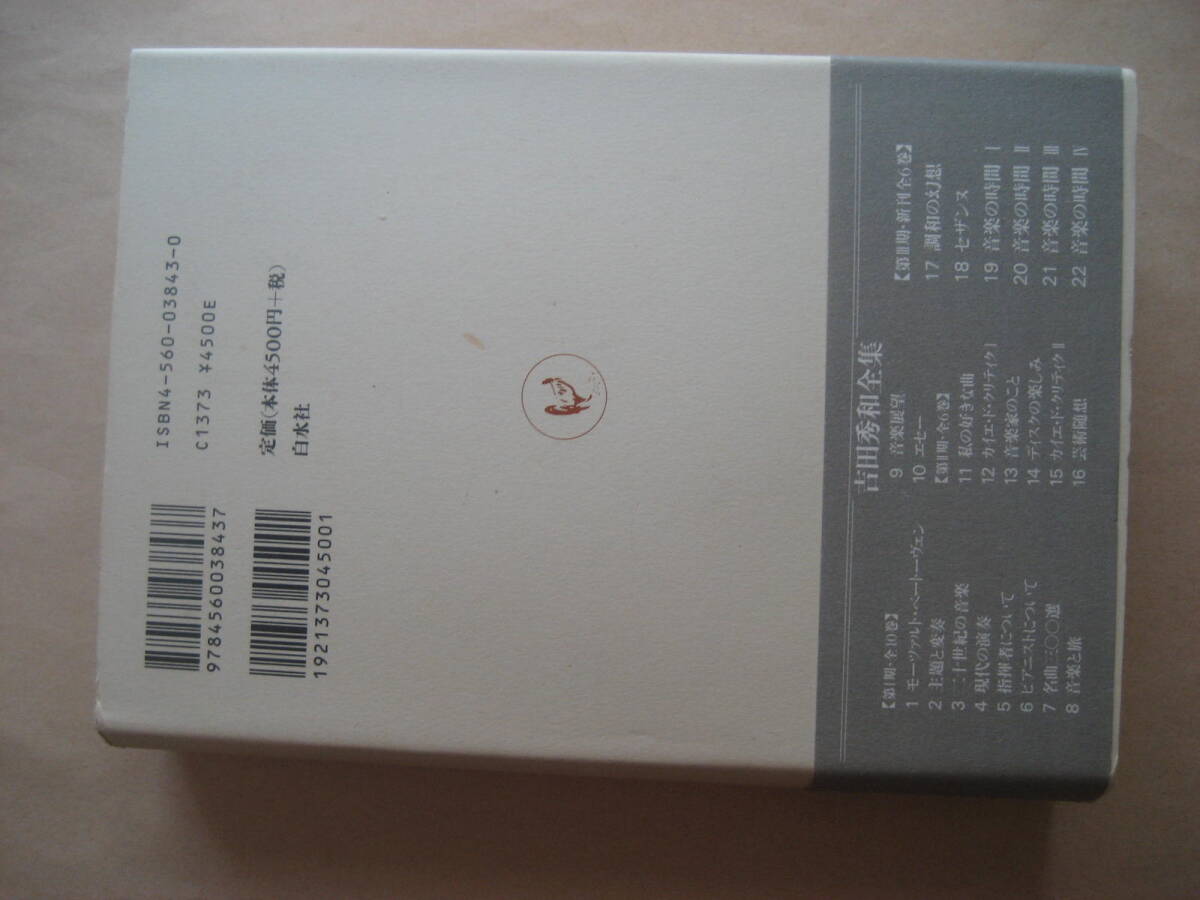 9784560038437
1921373045001
ISBN4-560-03843-0
C1373 ¥4500E
定価(本体4500円+税)
白水社
吉田秀和全集
【第Ⅰ期・全10巻】
1 モーツァルト・ベートーヴェン
2 主題と変奏
3 二十世紀の音楽
4 現代の演奏
5 指揮者について
6 ピアニストについて
7 名曲三〇〇選
8 音楽と旅
9 音楽展望
10 エセー
【第Ⅱ期・全6巻】
11 私の好きな曲
12 カイエ・ド・クリティク Ⅰ
13 音楽家のこと
14 ディスクの楽しみ
15 カイエ・ド・クリティク Ⅱ
16 芸術随想
【第Ⅲ期・新刊全6巻】
17 調和の幻想
18 セザンヌ
19 音楽の時間 Ⅰ
20 音楽の時間 Ⅱ
21 音楽の時間 Ⅲ
22 音楽の時間 Ⅳ